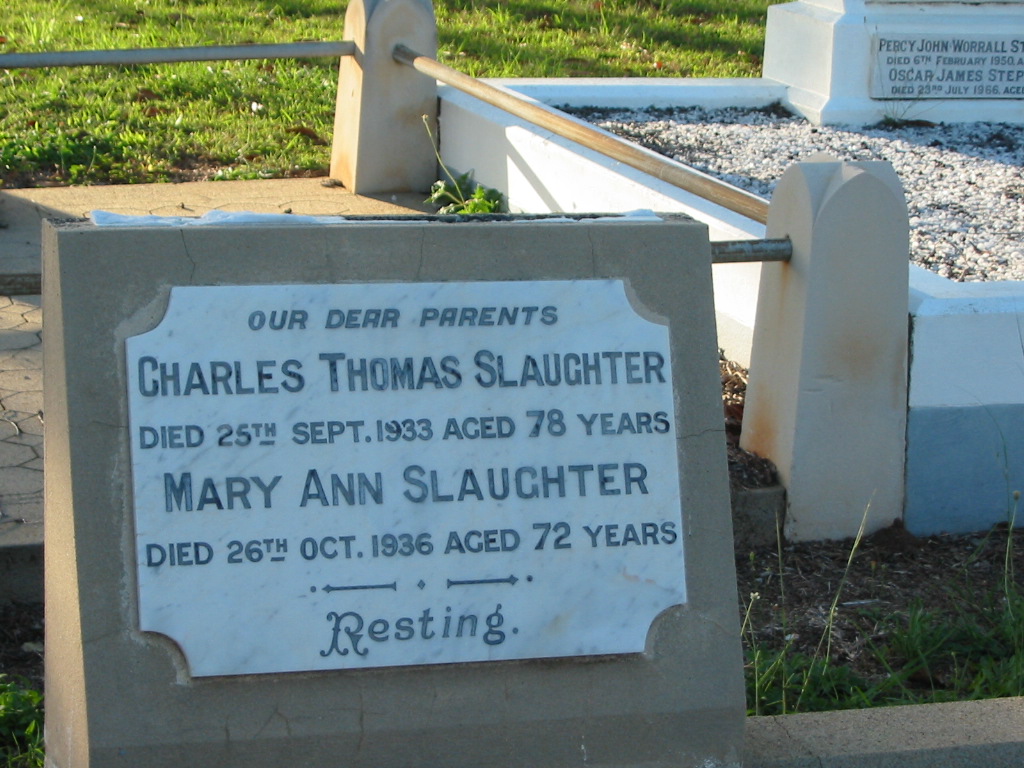 OUR DEAR PARENTS
CHARLES THOMAS SLAUGHTER
DIED 25TH SEPT. 1933 AGED 78 YEARS
MARY ANN SLAUGHTER
DIED 26TH OCT. 1936 AGED 72 YEARS
Resting.
PERCY JOHN WORRALL
DIED 6TH FEBRUARY 1950,
OSCAR JAMES
DIED 23RD JULY 1966, AGED